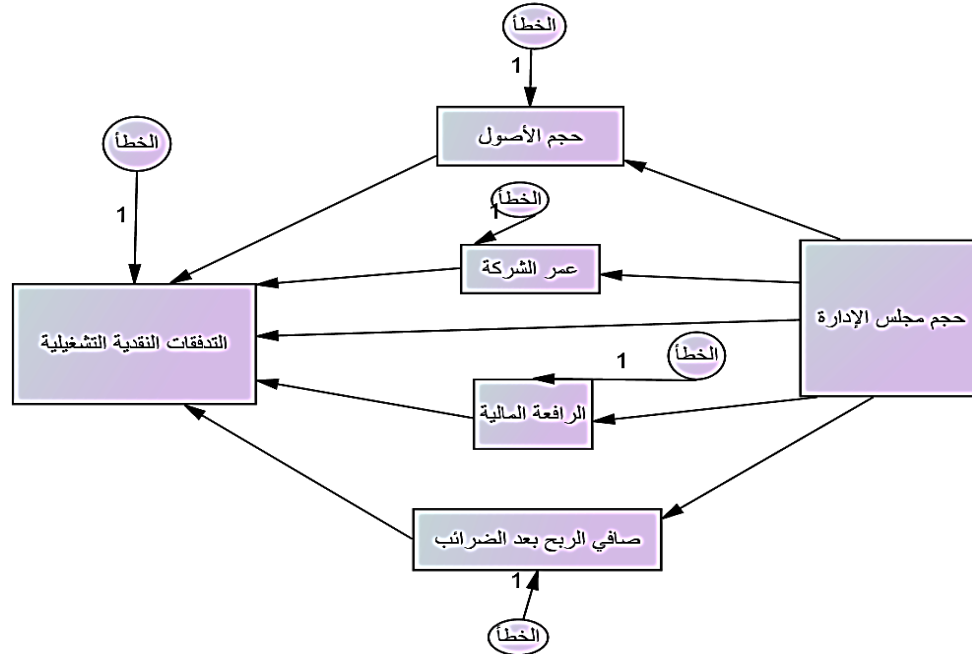 الخطأ
1
حجم الأصول
الخطأ
1
الخطأ
1
عمر الشركة
حجم مجلس الإدارة
التدفقات النقدية التشغيلية
الخطأ
1
الرافعة المالية
صافي الربح بعد الضرائب
1
الخطأ